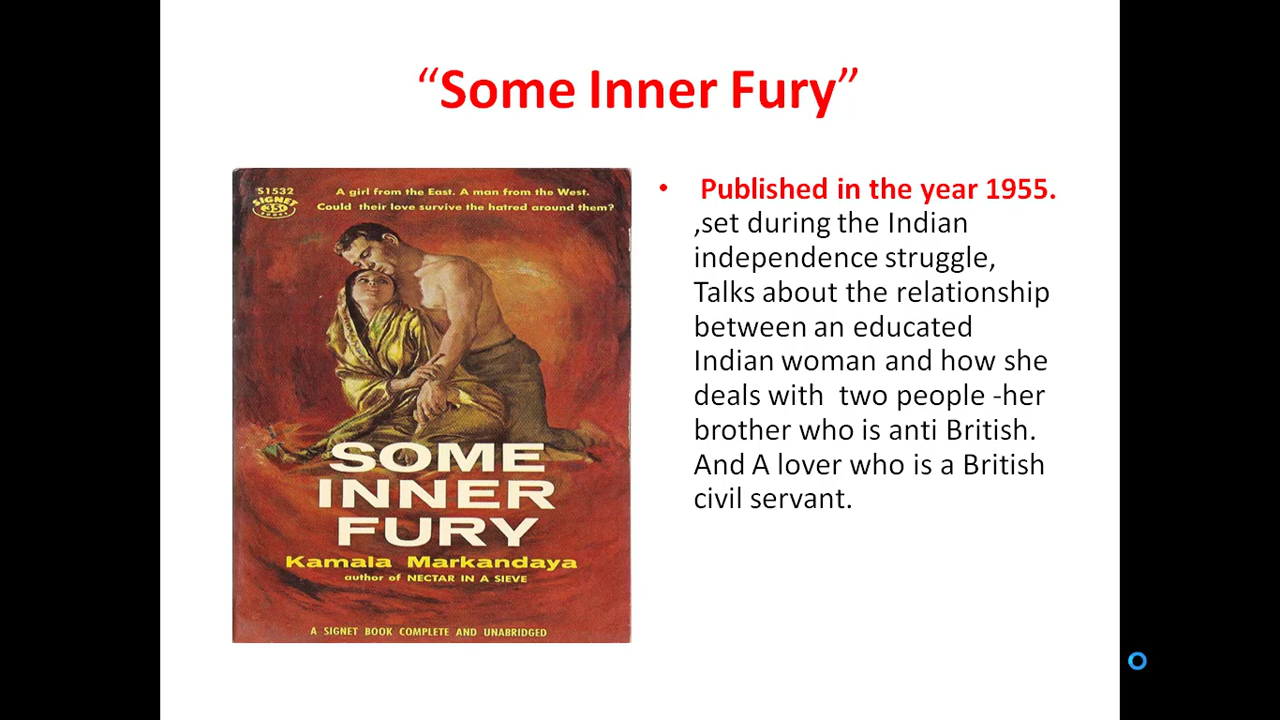 “Some Inner Fury”
S1532
SIGNET
35¢
BOOKS
A girl from the East. A man from the West.
Could their love survive the hatred around them?
SOME
INNER
FURY
Kamala Markandaya
author of NECTAR IN A SIEVE
A SIGNET BOOK COMPLETE AND UNABRIDGED
• Published in the year 1955.
,set during the Indian
independence struggle,
Talks about the relationship
between an educated
Indian woman and how she
deals with  two people -her
brother who is anti British.
And A lover who is a British
civil servant.